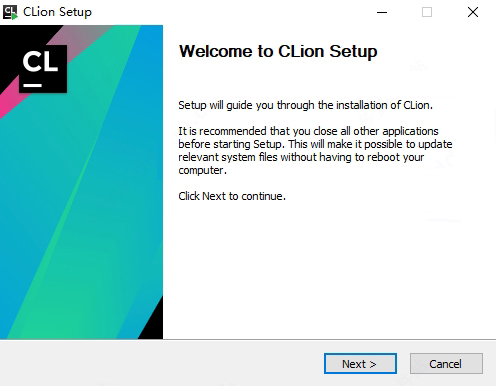 CLion Setup
CL
Welcome to CLion Setup
Setup will guide you through the installation of CLion.
It is recommended that you close all other applications
before starting Setup. This will make it possible to update
relevant system files without having to reboot your
computer.
Click Next to continue.
Next >
Cancel